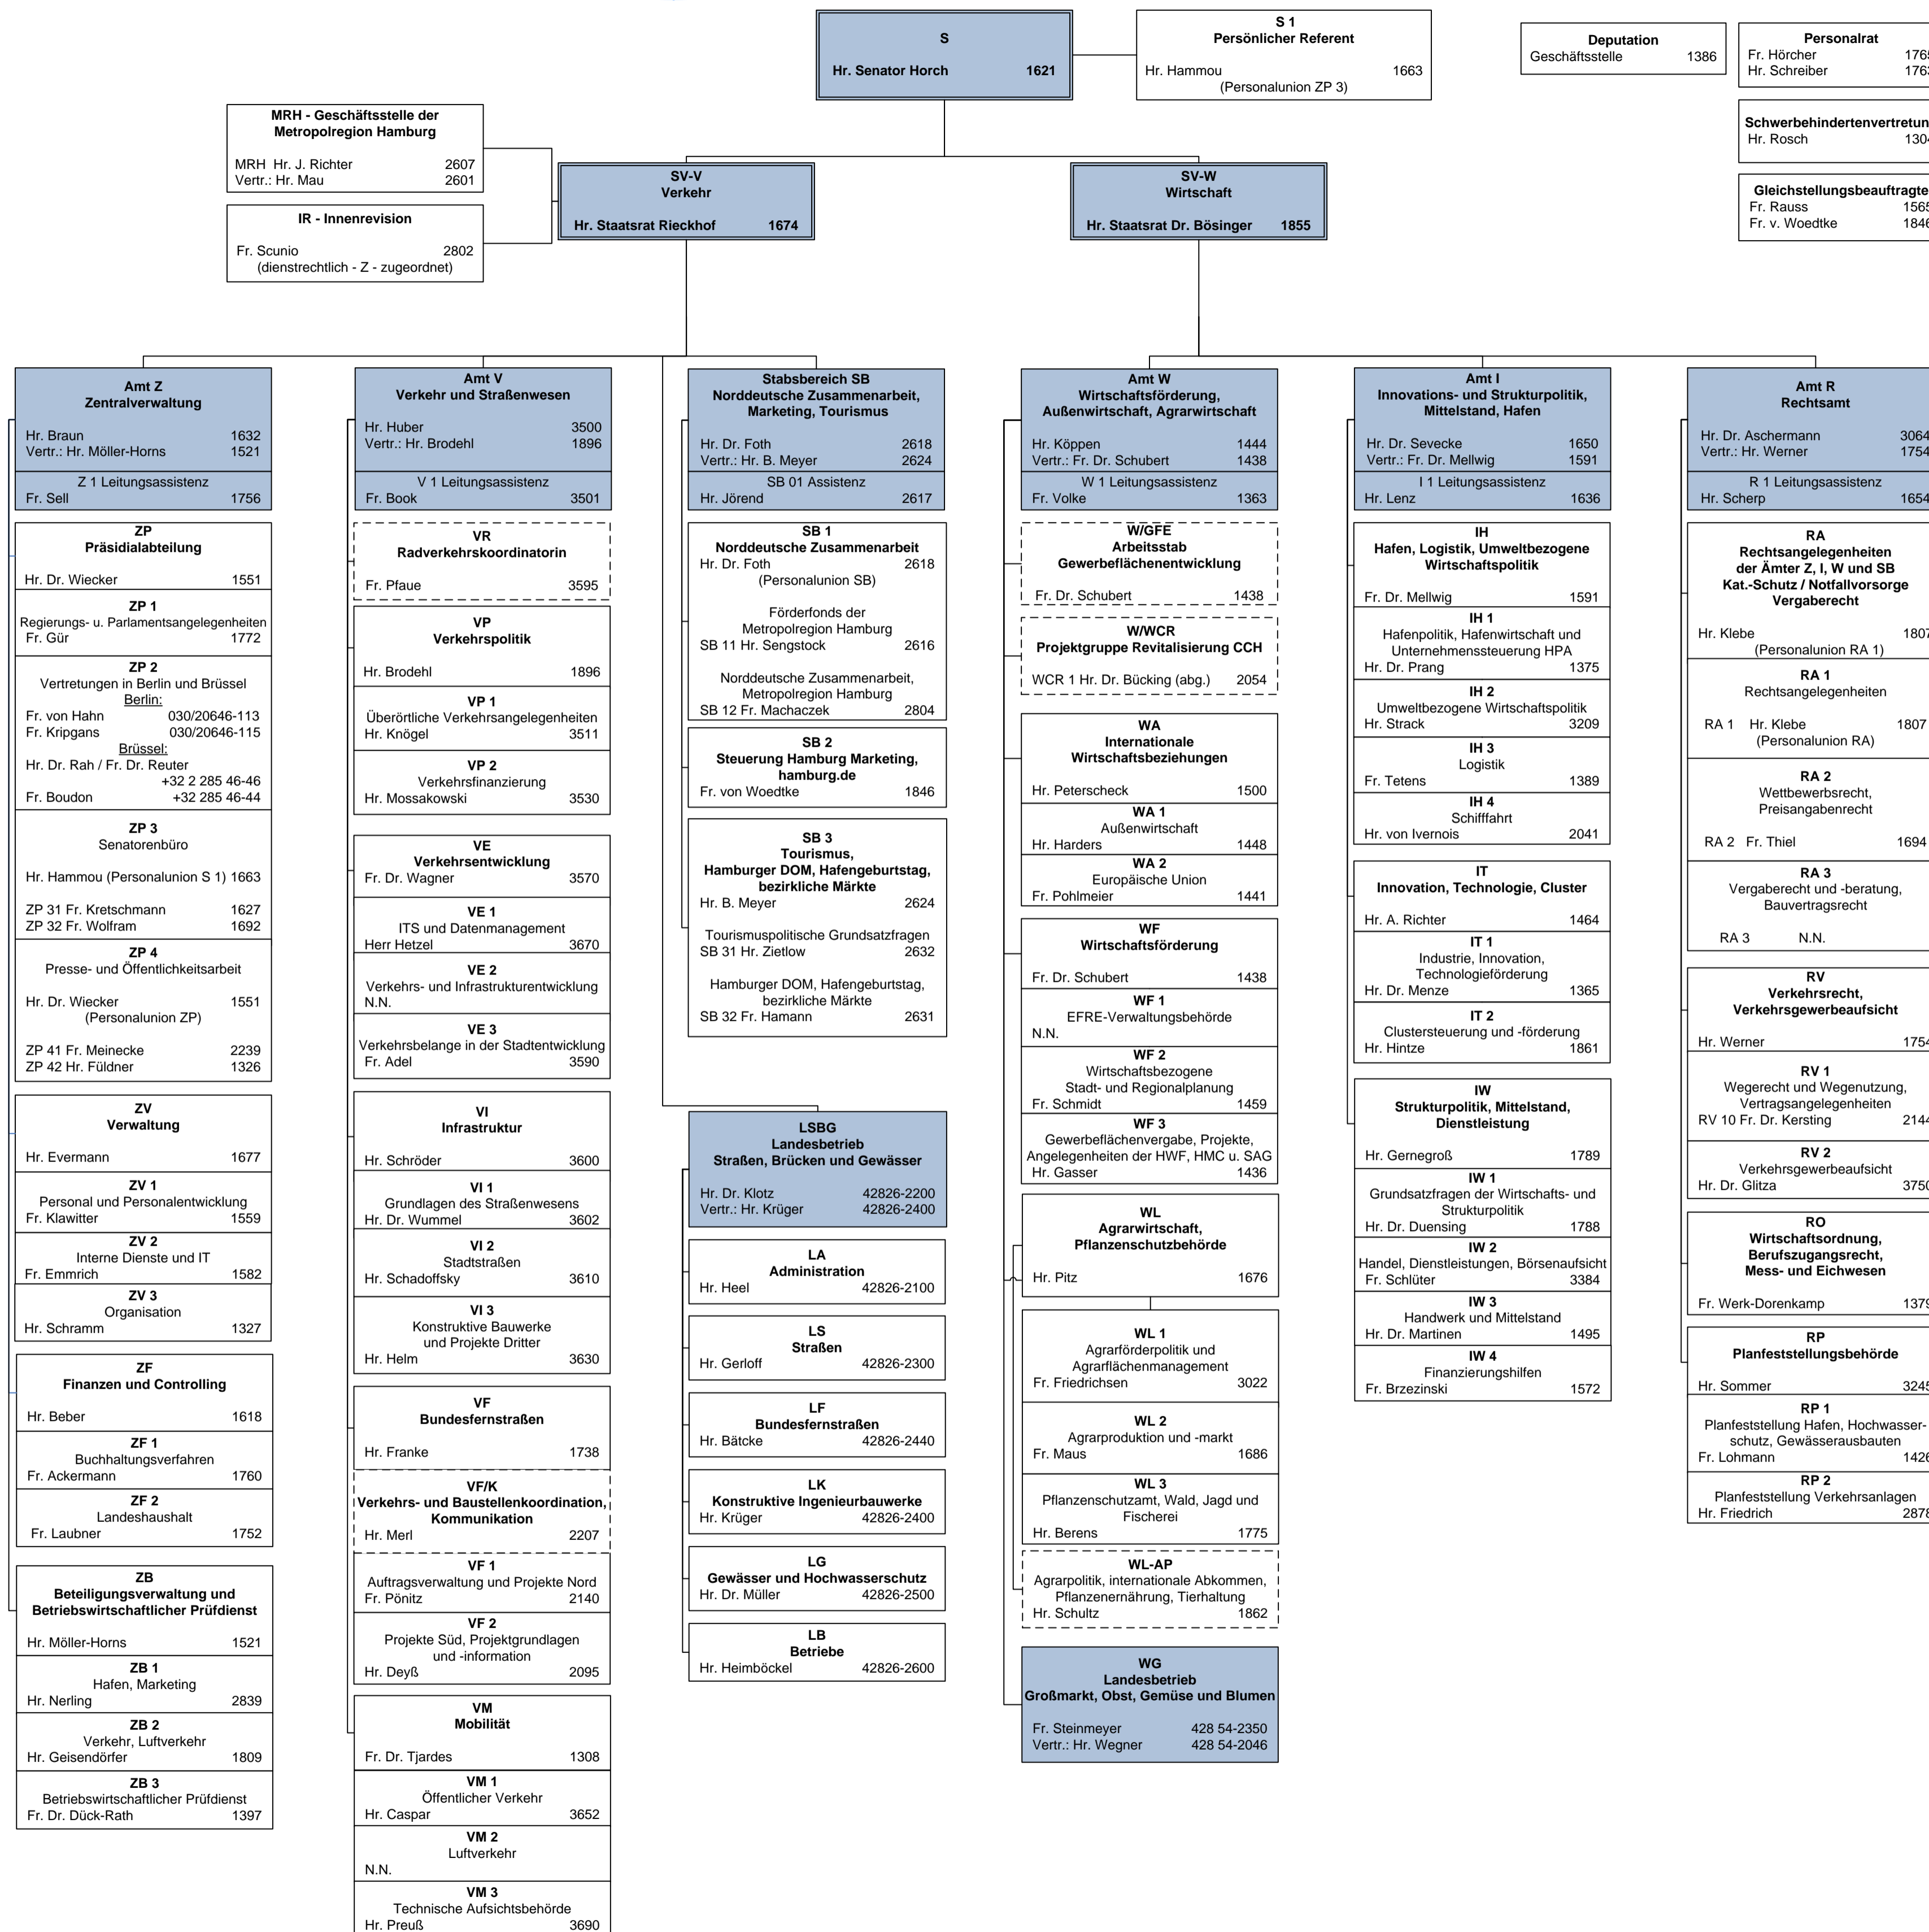 S
Hr. Senator Horch 1621
S 1
Persönlicher Referent
Hr. Hammou 1663
(Personalunion ZP 3)
Deputation
Geschäftsstelle 1386
Personalrat
Fr. Hörcher 1765
Hr. Schreiber 1763
Schwerbehindertenvertretun
Hr. Rosch 1304
Gleichstellungsbeauftragte
Fr. Rauss 1565
Fr. v. Woedtke 1846
MRH - Geschäftsstelle der
Metropolregion Hamburg
MRH Hr. J. Richter 2607
Vertr.: Hr. Mau 2601
IR - Innenrevision
Fr. Scunio 2802
(dienstrechtlich - Z - zugeordnet)
SV-V
Verkehr
Hr. Staatsrat Rieckhof 1674
SV-W
Wirtschaft
Hr. Staatsrat Dr. Bösinger 1855
Amt Z
Zentralverwaltung
Hr. Braun 1632
Vertr.: Hr. Möller-Horns 1521
Z 1 Leitungsassistenz
Fr. Sell 1756
ZP
Präsidialabteilung
Hr. Dr. Wiecker 1551
ZP 1
Regierungs- u. Parlamentsangelegenheiten
Fr. Gür 1772
ZP 2
Vertretungen in Berlin und Brüssel
Berlin:
Fr. von Hahn 030/20646-113
Fr. Kripgans 030/20646-115
Brüssel:
Hr. Dr. Rah / Fr. Dr. Reuter
+32 2 285 46-46
Fr. Boudon +32 285 46-44
ZP 3
Senatorenbüro
Hr. Hammou (Personalunion S 1) 1663
ZP 31 Fr. Kretschmann 1627
ZP 32 Fr. Wolfram 1692
ZP 4
Presse- und Öffentlichkeitsarbeit
Hr. Dr. Wiecker 1551
(Personalunion ZP)
ZP 41 Fr. Meinecke 2239
ZP 42 Hr. Füldner 1326
ZV
Verwaltung
Hr. Evermann 1677
ZV 1
Personal und Personalentwicklung
Fr. Klawitter 1559
ZV 2
Interne Dienste und IT
Fr. Emmrich 1582
ZV 3
Organisation
Hr. Schramm 1327
ZF
Finanzen und Controlling
Hr. Beber 1618
ZF 1
Buchhaltungsverfahren
Fr. Ackermann 1760
ZF 2
Landeshaushalt
Fr. Laubner 1752
ZB
Beteiligungsverwaltung und
Betriebswirtschaftlicher Prüfdienst
Hr. Möller-Horns 1521
ZB 1
Hafen, Marketing
Hr. Nerling 2839
ZB 2
Verkehr, Luftverkehr
Hr. Geisendörfer 1809
ZB 3
Betriebswirtschaftlicher Prüfdienst
Fr. Dr. Dück-Rath 1397
Amt V
Verkehr und Straßenwesen
Hr. Huber 3500
Vertr.: Hr. Brodehl 1896
V 1 Leitungsassistenz
Fr. Book 3501
VR
Radverkehrskoordinatorin
Fr. Pfaue 3595
VP
Verkehrspolitik
Hr. Brodehl 1896
VP 1
Überörtliche Verkehrsangelegenheiten
Hr. Knögel 3511
VP 2
Verkehrsfinanzierung
Hr. Mossakowski 3530
VE
Verkehrsentwicklung
Fr. Dr. Wagner 3570
VE 1
ITS und Datenmanagement
Herr Hetzel 3670
VE 2
Verkehrs- und Infrastrukturentwicklung
N.N.
VE 3
Verkehrsbelange in der Stadtentwicklung
Fr. Adel 3590
VI
Infrastruktur
Hr. Schröder 3600
VI 1
Grundlagen des Straßenwesens
Hr. Dr. Wummel 3602
VI 2
Stadtstraßen
Hr. Schadoffsky 3610
VI 3
Konstruktive Bauwerke
und Projekte Dritter
Hr. Helm 3630
VF
Bundesfernstraßen
Hr. Franke 1738
VF/K
Verkehrs- und Baustellenkoordination,
Kommunikation
Hr. Merl 2207
VF 1
Auftragsverwaltung und Projekte Nord
Fr. Pönitz 2140
VF 2
Projekte Süd, Projektgrundlagen
und -information
Hr. Deyß 2095
VM
Mobilität
Fr. Dr. Tjardes 1308
VM 1
Öffentlicher Verkehr
Hr. Caspar 3652
VM 2
Luftverkehr
N.N.
VM 3
Technische Aufsichtsbehörde
Hr. Preuß 3690
Stabsbereich SB
Norddeutsche Zusammenarbeit,
Marketing, Tourismus
Hr. Dr. Foth 2618
Vertr.: Hr. B. Meyer 2624
SB 01 Assistenz
Hr. Jörend 2617
SB 1
Norddeutsche Zusammenarbeit
Hr. Dr. Foth 2618
(Personalunion SB)
Förderfonds der
Metropolregion Hamburg
SB 11 Hr. Sengstock 2616
Norddeutsche Zusammenarbeit,
Metropolregion Hamburg
SB 12 Fr. Machaczek 2804
SB 2
Steuerung Hamburg Marketing,
hamburg.de
Fr. von Woedtke 1846
SB 3
Tourismus,
Hamburger DOM, Hafengeburtstag,
bezirkliche Märkte
Hr. B. Meyer 2624
Tourismuspolitische Grundsatzfragen
SB 31 Hr. Zietlow 2632
Hamburger DOM, Hafengeburtstag,
bezirkliche Märkte
SB 32 Fr. Hamann 2631
LSBG
Landesbetrieb
Straßen, Brücken und Gewässer
Hr. Dr. Klotz 42826-2200
Vertr.: Hr. Krüger 42826-2400
LA
Administration
Hr. Heel 42826-2100
LS
Straßen
Hr. Gerloff 42826-2300
LF
Bundesfernstraßen
Hr. Bätcke 42826-2440
LK
Konstruktive Ingenieurbauwerke
Hr. Krüger 42826-2400
LG
Gewässer und Hochwasserschutz
Hr. Dr. Müller 42826-2500
LB
Betriebe
Hr. Heimböckel 42826-2600
Amt W
Wirtschaftsförderung,
Außenwirtschaft, Agrarwirtschaft
Hr. Köppen 1444
Vertr.: Fr. Dr. Schubert 1438
W 1 Leitungsassistenz
Fr. Volke 1363
W/GFE
Arbeitsstab
Gewerbeflächenentwicklung
Fr. Dr. Schubert 1438
W/WCR
Projektgruppe Revitalisierung CCH
WCR 1 Hr. Dr. Bücking (abg.) 2054
WA
Internationale
Wirtschaftsbeziehungen
Hr. Peterscheck 1500
WA 1
Außenwirtschaft
Hr. Harders 1448
WA 2
Europäische Union
Fr. Pohlmeier 1441
WF
Wirtschaftsförderung
Fr. Dr. Schubert 1438
WF 1
EFRE-Verwaltungsbehörde
N.N.
WF 2
Wirtschaftsbezogene
Stadt- und Regionalplanung
Fr. Schmidt 1459
WF 3
Gewerbeflächenvergabe, Projekte,
Angelegenheiten der HWF, HMC u. SAG
Hr. Gasser 1436
WL
Agrarwirtschaft,
Pflanzenschutzbehörde
Hr. Pitz 1676
WL 1
Agrarförderpolitik und
Agrarflächenmanagement
Fr. Friedrichsen 3022
WL 2
Agrarproduktion und -markt
Fr. Maus 1686
WL 3
Pflanzenschutzamt, Wald, Jagd und
Fischerei
Hr. Berens 1775
WL-AP
Agrarpolitik, internationale Abkommen,
Pflanzenernährung, Tierhaltung
Hr. Schultz 1862
WG
Landesbetrieb
Großmarkt, Obst, Gemüse und Blumen
Fr. Steinmeyer 428 54-2350
Vertr.: Hr. Wegner 428 54-2046
Amt I
Innovations- und Strukturpolitik,
Mittelstand, Hafen
Hr. Dr. Sevecke 1650
Vertr.: Fr. Dr. Mellwig 1591
I 1 Leitungsassistenz
Hr. Lenz 1636
IH
Hafen, Logistik, Umweltbezogene
Wirtschaftspolitik
Fr. Dr. Mellwig 1591
IH 1
Hafenpolitik, Hafenwirtschaft und
Unternehmenssteuerung HPA
Hr. Dr. Prang 1375
IH 2
Umweltbezogene Wirtschaftspolitik
Hr. Strack 3209
IH 3
Logistik
Fr. Tetens 1389
IH 4
Schifffahrt
Hr. von Ivernois 2041
IT
Innovation, Technologie, Cluster
Hr. A. Richter 1464
IT 1
Industrie, Innovation,
Technologieförderung
Hr. Dr. Menze 1365
IT 2
Clustersteuerung und -förderung
Hr. Hintze 1861
IW
Strukturpolitik, Mittelstand,
Dienstleistung
Hr. Gernegroß 1789
IW 1
Grundsatzfragen der Wirtschafts- und
Strukturpolitik
Hr. Dr. Duensing 1788
IW 2
Handel, Dienstleistungen, Börsenaufsicht
Fr. Schlüter 3384
IW 3
Handwerk und Mittelstand
Hr. Dr. Martinen 1495
IW 4
Finanzierungshilfen
Fr. Brzezinski 1572
Amt R
Rechtsamt
Hr. Dr. Aschermann 3064
Vertr.: Hr. Werner 1754
R 1 Leitungsassistenz
Hr. Scherp 1654
RA
Rechtsangelegenheiten
der Ämter Z, I, W und SB
Kat.-Schutz / Notfallvorsorge
Vergaberecht
Hr. Klebe 1807
(Personalunion RA 1)
RA 1
Rechtsangelegenheiten
RA 1 Hr. Klebe 1807
(Personalunion RA)
RA 2
Wettbewerbsrecht,
Preisangabenrecht
RA 2 Fr. Thiel 1694
RA 3
Vergaberecht und -beratung,
Bauvertragsrecht
RA 3 N.N.
RV
Verkehrsrecht,
Verkehrsgewerbeaufsicht
Hr. Werner 1754
RV 1
Wegerecht und Wegenutzung,
Vertragsangelegenheiten
RV 10 Fr. Dr. Kersting 2144
RV 2
Verkehrsgewerbeaufsicht
Hr. Dr. Glitza 3750
RO
Wirtschaftsordnung,
Berufszugangsrecht,
Mess- und Eichwesen
Fr. Werk-Dorenkamp 1379
RP
Planfeststellungsbehörde
Hr. Sommer 3245
RP 1
Planfeststellung Hafen, Hochwasser-
schutz, Gewässerausbauten
Fr. Lohmann 1426
RP 2
Planfeststellung Verkehrsanlagen
Hr. Friedrich 2878